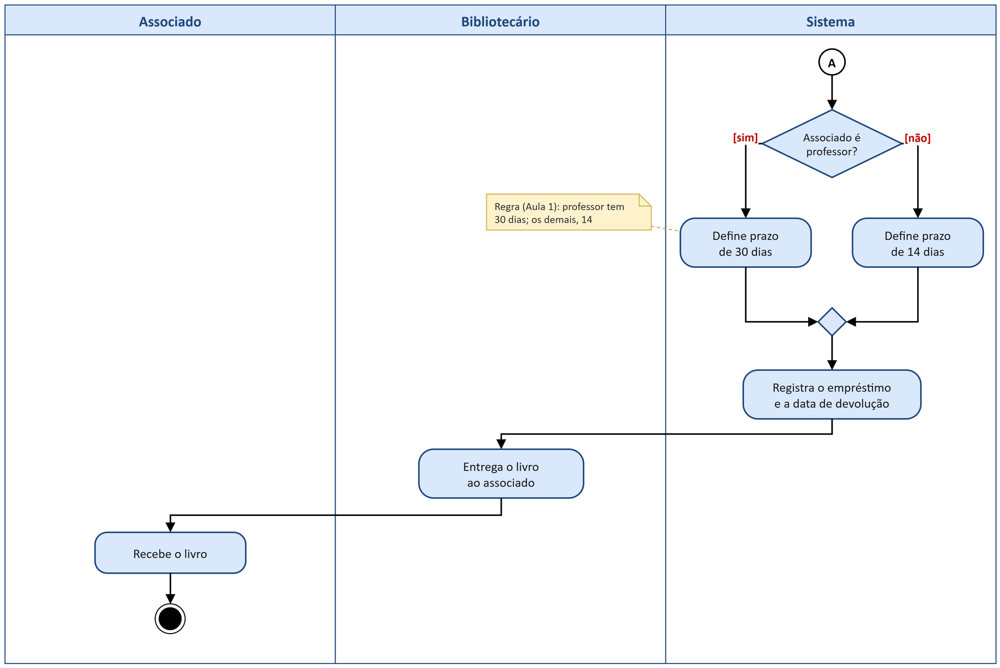 Associado
Bibliotecário
Sistema
A
Associado é
professor?
[sim]
[não]
Regra (Aula 1): professor tem
30 dias; os demais, 14
Define prazo
de 30 dias
Define prazo
de 14 dias
Registra o empréstimo
e a data de devolução
Entrega o livro
ao associado
Recebe o livro